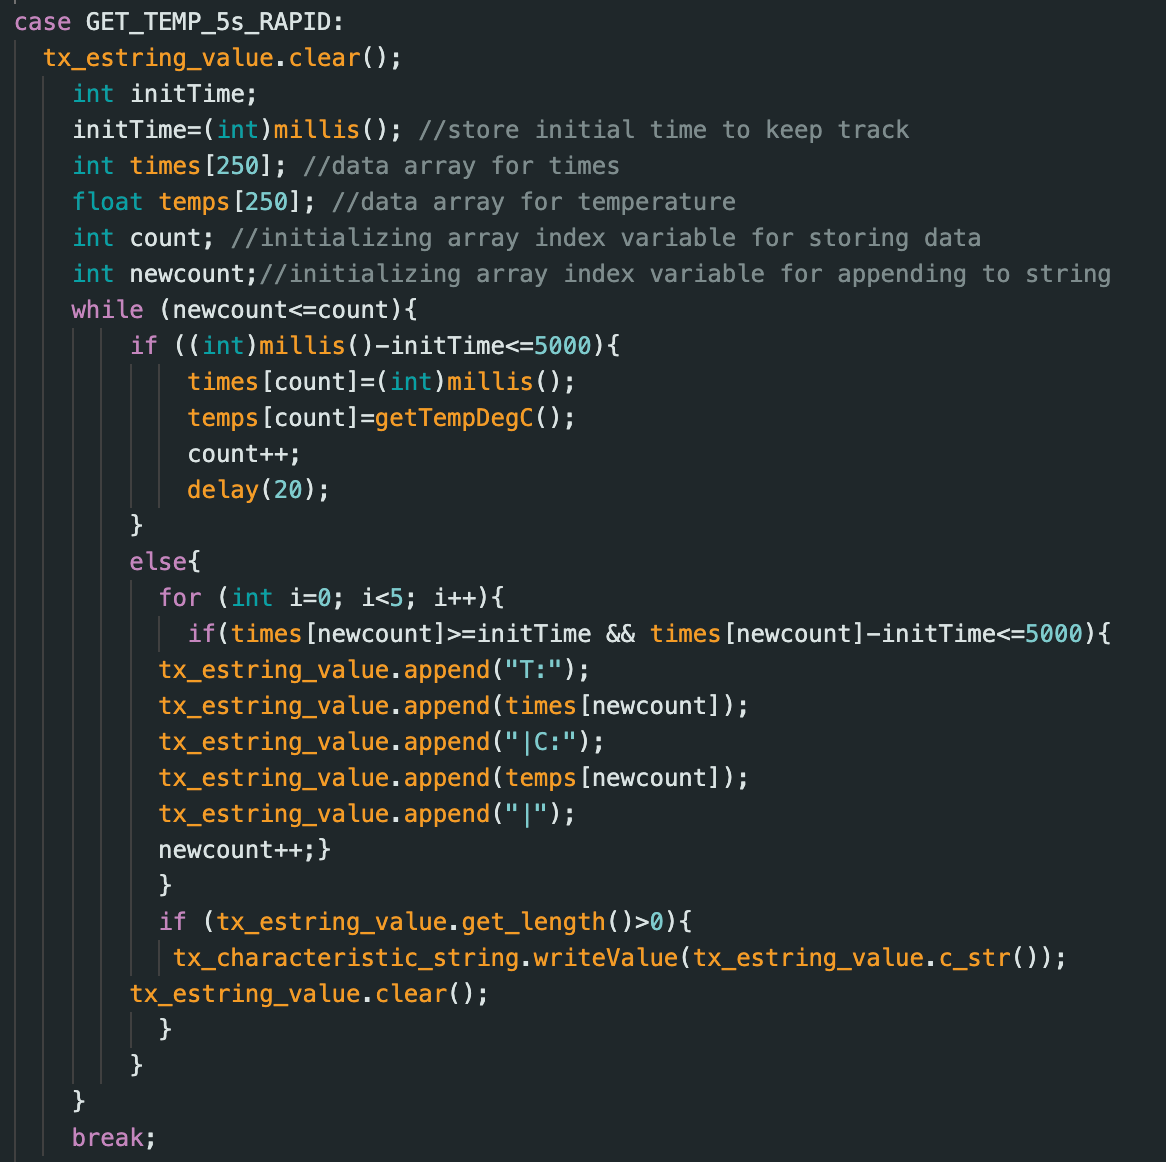 case GET_TEMP_5s_RAPID:
tx_estring_value.clear();
int initTime;
initTime=(int)millis(); //store initial time to keep track
int times[250]; //data array for times
float temps[250]; //data array for temperature
int count; //initializing array index variable for storing data
int newcount;//initializing array index variable for appending to string
while (newcount<=count){
if ((int)millis()-initTime<=5000){
times[count]=(int)millis();
temps[count]=getTempDegC();
count++;
delay(20);
}
else{
for (int i=0; i<5; i++){
if(times[newcount]>=initTime && times[newcount]-initTime<=5000){
tx_estring_value.append("T:");
tx_estring_value.append(times[newcount]);
tx_estring_value.append("|C:");
tx_estring_value.append(temps[newcount]);
tx_estring_value.append("|");
newcount++;}
}
if (tx_estring_value.get_length()>0){
tx_characteristic_string.writeValue(tx_estring_value.c_str());
tx_estring_value.clear();
}
}
}
break;